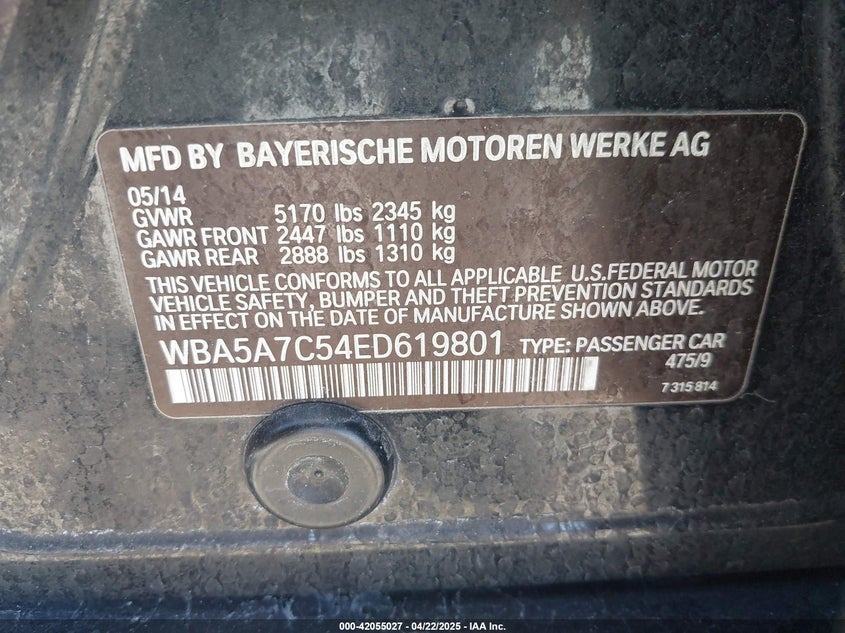 MFD BY BAYERISCHE MOTOREN WERKE AG
05/14
GVWR 5170 lbs 2345 kg
GAWR FRONT 2447 lbs 1110 kg
GAWR REAR 2888 lbs 1310 kg
THIS VEHICLE CONFORMS TO ALL APPLICABLE U.S.FEDERAL MOTOR
VEHICLE SAFETY, BUMPER AND THEFT PREVENTION STANDARDS
IN EFFECT ON THE DATE OF MANUFACTURE SHOWN ABOVE.
WBA5A7C54ED619801 TYPE: PASSENGER CAR
475/9
7 315 814
000-42055027 - 04/22/2025 - IAA Inc.